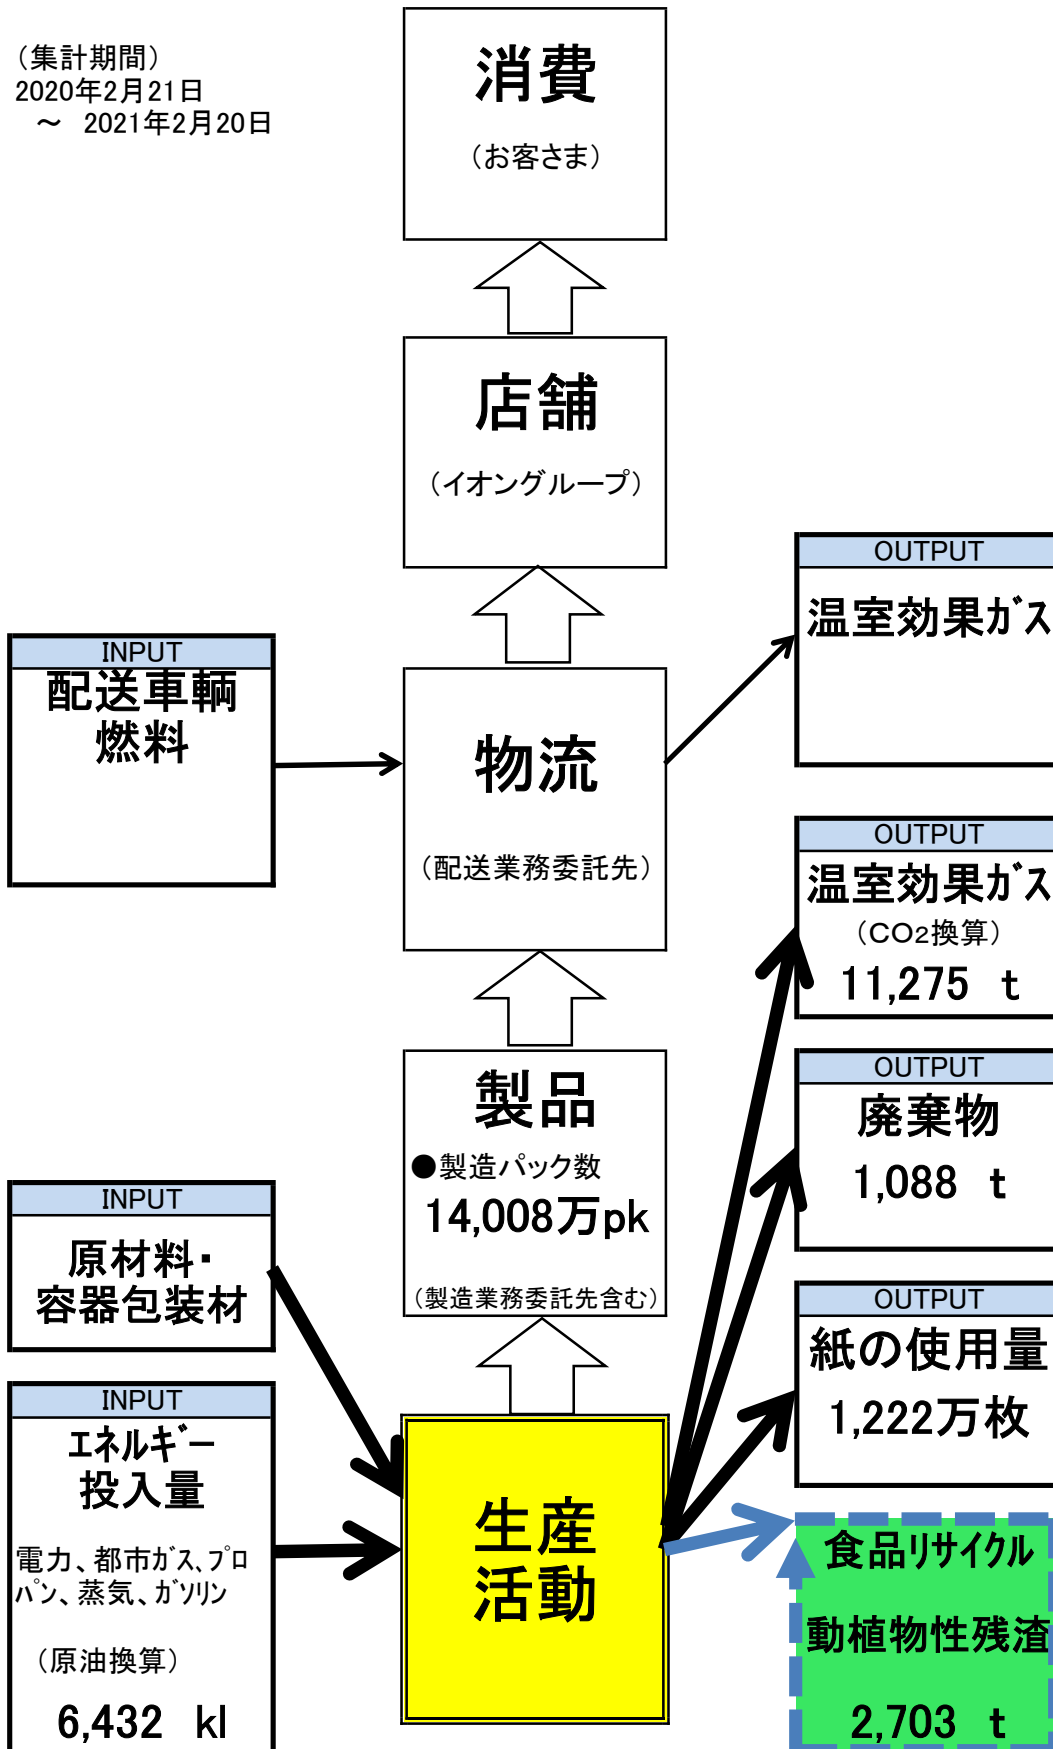 （集計期間）
2020年2月21日
～ 2021年2月20日
消費
（お客さま）
店舗
（イオングループ）
OUTPUT
温室効果ｶﾞｽ
INPUT
配送車輌
燃料
物流
（配送業務委託先）
OUTPUT
温室効果ｶﾞｽ
（CO2換算）
11,275 t
製品
●製造パック数
14,008万pk
（製造業務委託先含む）
OUTPUT
廃棄物
1,088 t
INPUT
原材料・
容器包装材
OUTPUT
紙の使用量
1,222万枚
INPUT
ｴﾈﾙｷﾞｰ
投入量
電力、都市ｶﾞｽ、プロ
パン、蒸気、ｶﾞｿﾘﾝ
（原油換算）
6,432 kl
生産
活動
食品ﾘｻｲｸﾙ
動植物性残渣
2,703 t